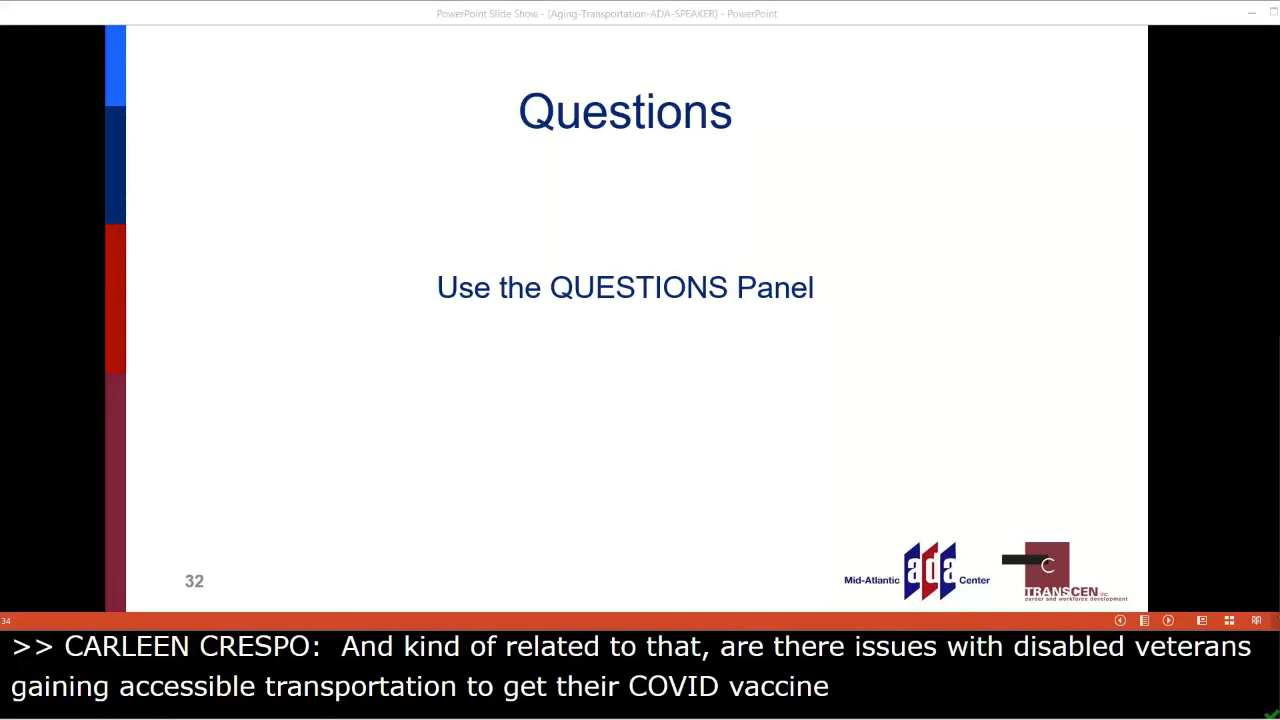 PowerPoint Slide Show - [Aging-Transportation-ADA-SPEAKER] - PowerPoint
Questions
Use the QUESTIONS Panel
32
Mid-Atlantic ada Center
C
TRANSCEN inc.
career and workforce development
34
>> CARLEEN CRESPO: And kind of related to that, are there issues with disabled veterans
gaining accessible transportation to get their COVID vaccine